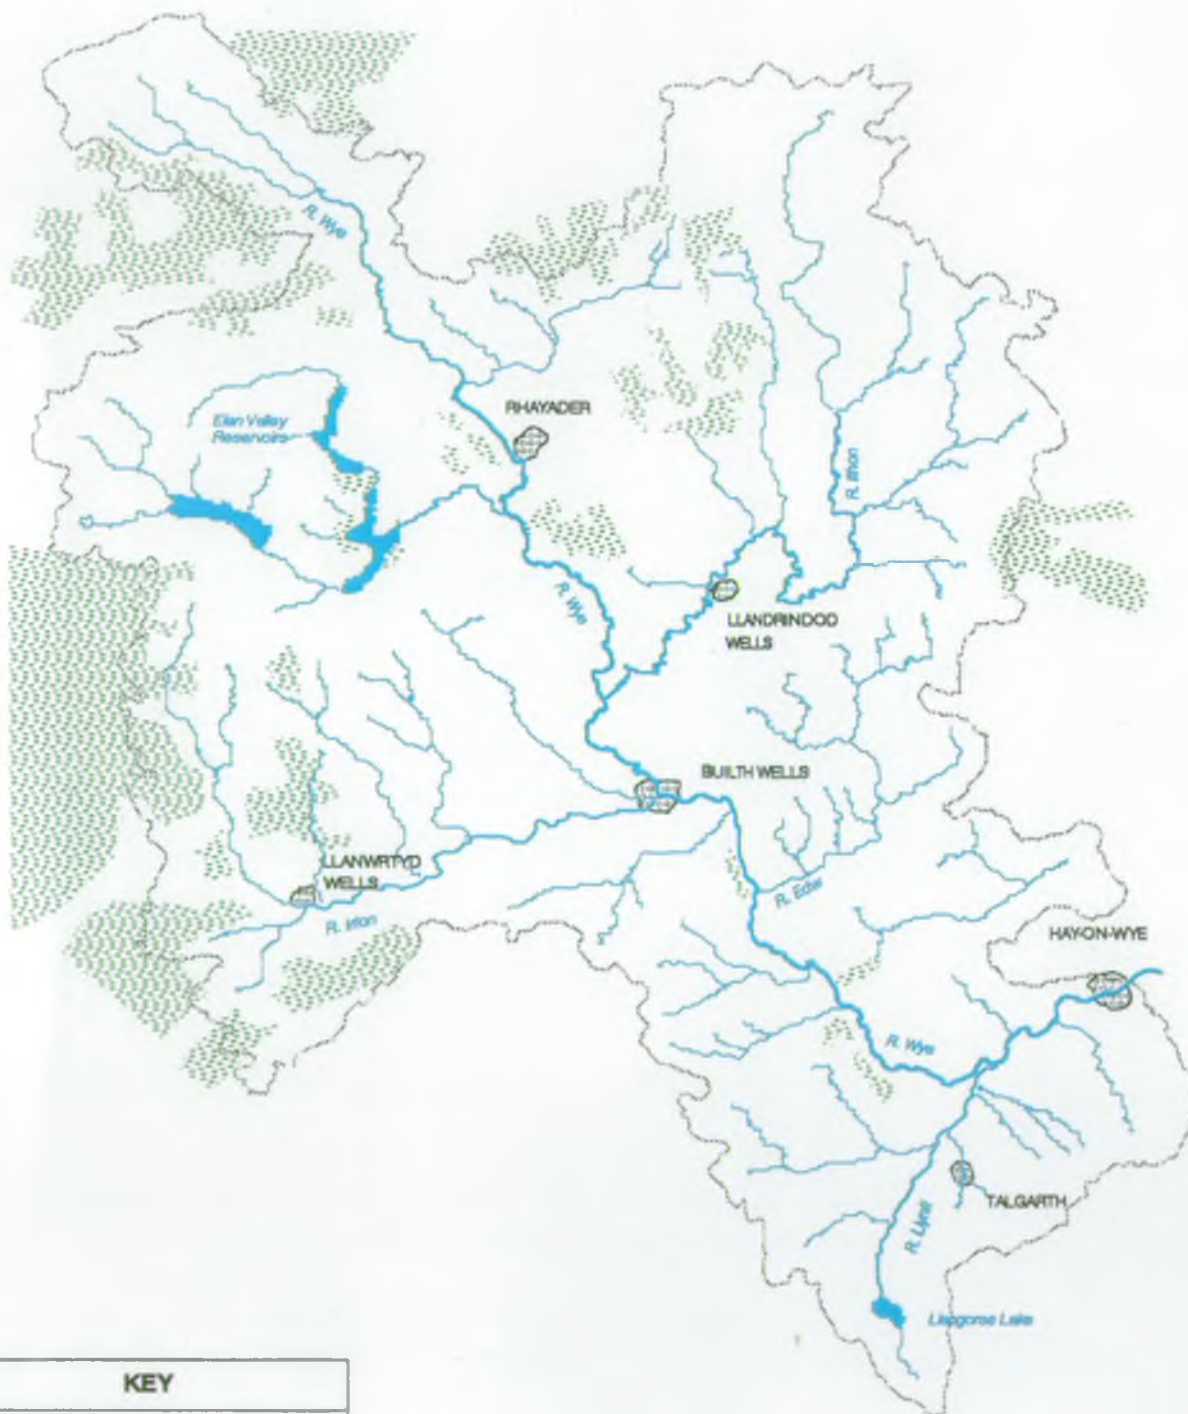 R. Wye
RHAYADER
Elan Valley
Reservoirs
R. Ithon
R. Wye
LLANDRINDOD
WELLS
BUILTH WELLS
LLANWRTYD
WELLS
R. Irfon
R. Edw
HAY-ON-WYE
R. Wye
TALGARTH
R. Llynfi
Llangorse Lake
KEY